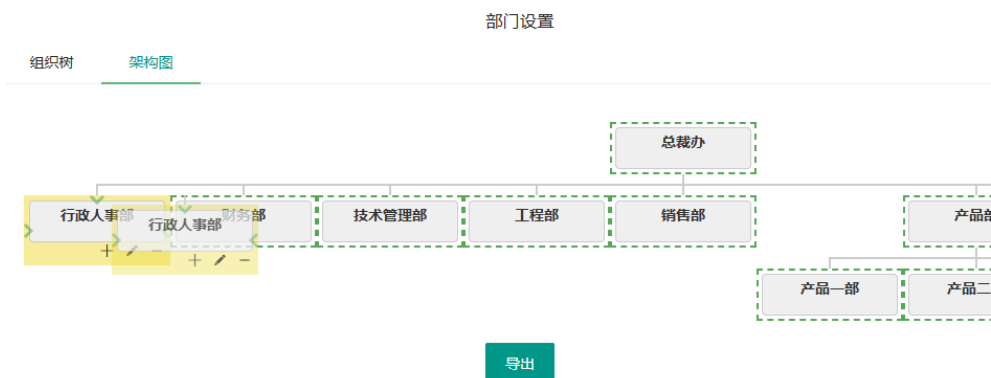 部门设置
组织树
架构图
总裁办
行政人事部
行政人事部
财务部
技术管理部
工程部
销售部
产品部
产品一部
产品二
导出